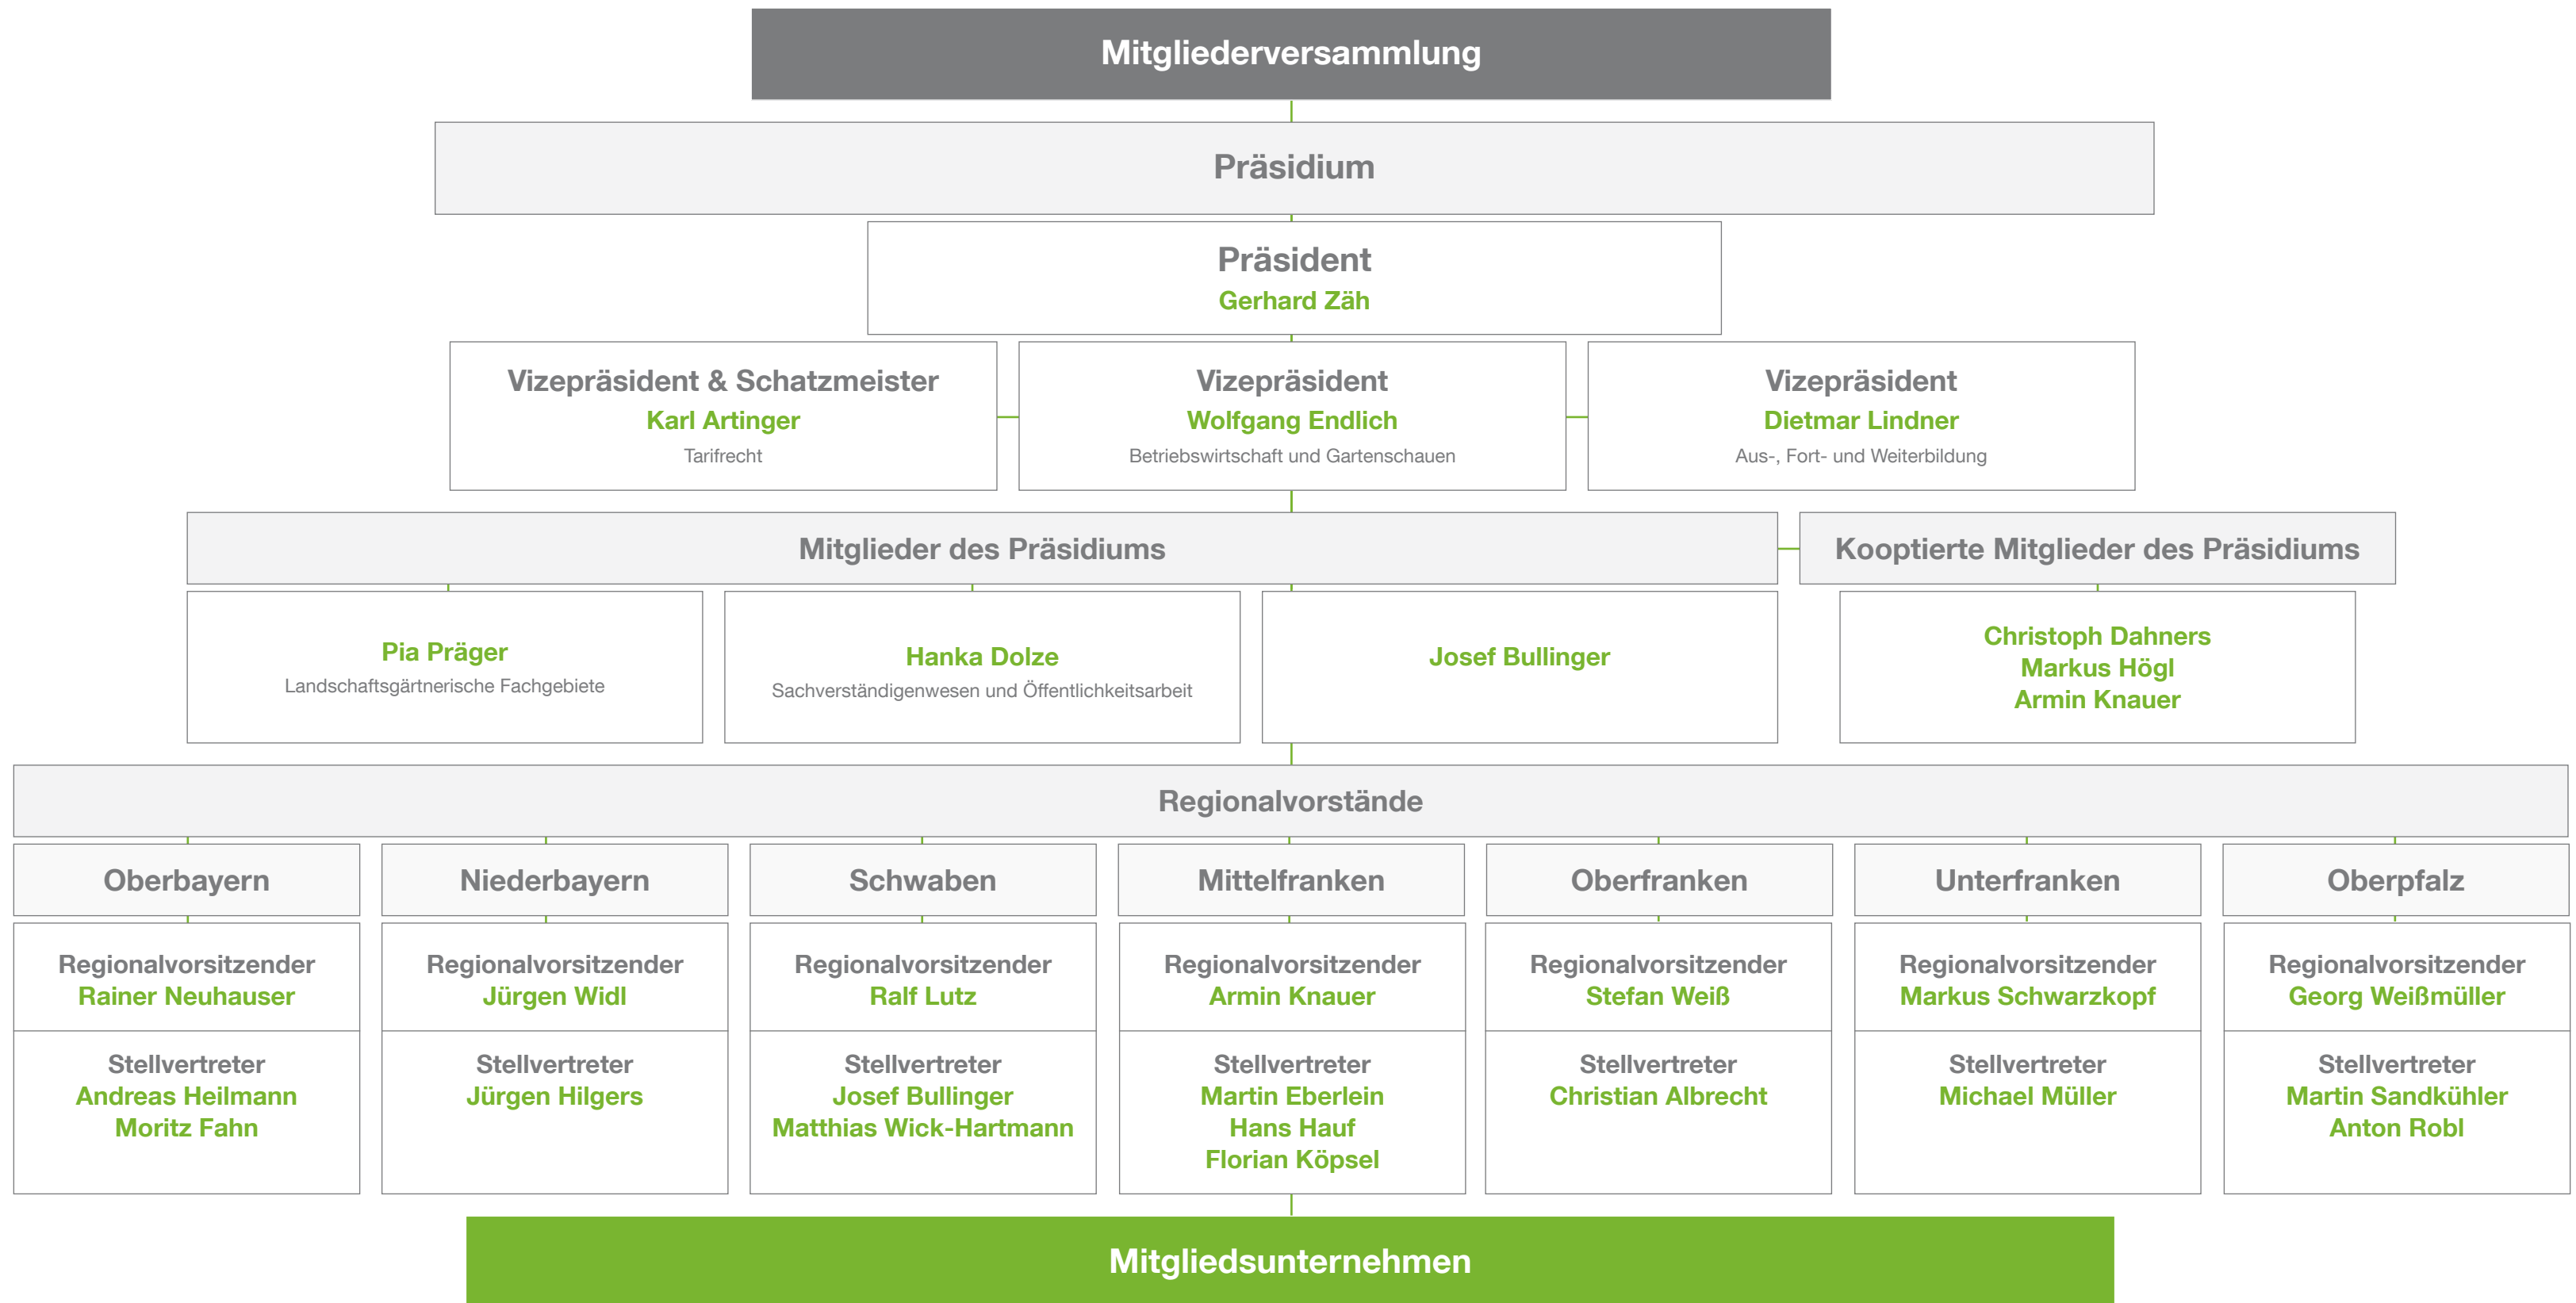 Mitgliederversammlung
Präsidium
Präsident
Gerhard Zäh
Vizepräsident & Schatzmeister
Karl Artinger
Tarifrecht
Vizepräsident
Wolfgang Endlich
Betriebswirtschaft und Gartenschauen
Vizepräsident
Dietmar Lindner
Aus-, Fort- und Weiterbildung
Mitglieder des Präsidiums
Kooptierte Mitglieder des Präsidiums
Pia Präger
Landschaftsgärtnerische Fachgebiete
Hanka Dolze
Sachverständigenwesen und Öffentlichkeitsarbeit
Josef Bullinger
Christoph Dahners
Markus Högl
Armin Knauer
Regionalvorstände
Oberbayern
Regionalvorsitzender
Rainer Neuhauser
Stellvertreter
Andreas Heilmann
Moritz Fahn
Niederbayern
Regionalvorsitzender
Jürgen Widl
Stellvertreter
Jürgen Hilgers
Schwaben
Regionalvorsitzender
Ralf Lutz
Stellvertreter
Josef Bullinger
Matthias Wick-Hartmann
Mittelfranken
Regionalvorsitzender
Armin Knauer
Stellvertreter
Martin Eberlein
Hans Hauf
Florian Köpsel
Oberfranken
Regionalvorsitzender
Stefan Weiß
Stellvertreter
Christian Albrecht
Unterfranken
Regionalvorsitzender
Markus Schwarzkopf
Stellvertreter
Michael Müller
Oberpfalz
Regionalvorsitzender
Georg Weißmüller
Stellvertreter
Martin Sandkühler
Anton Robl
Mitgliedsunternehmen